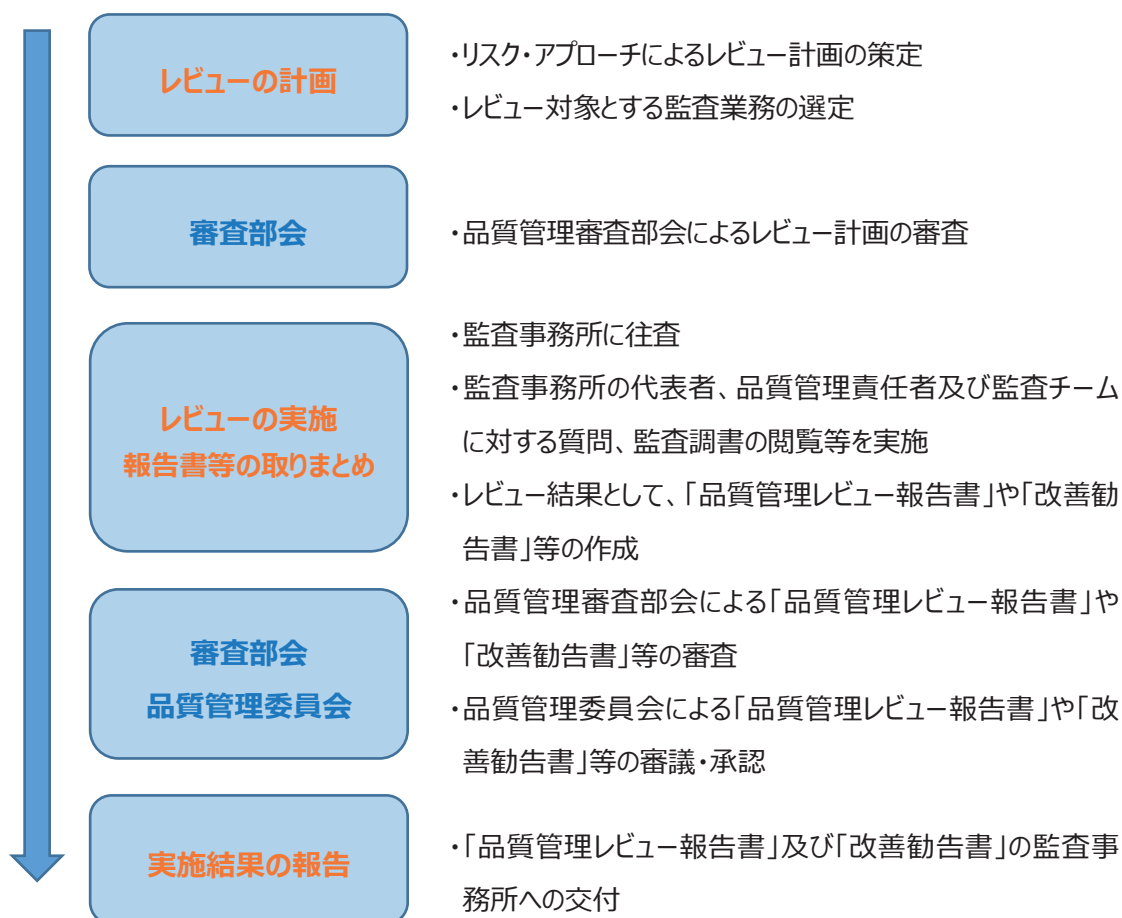 レビューの計画
・リスク・アプローチによるレビュー計画の策定
・レビュー対象とする監査業務の選定
審査部会
・品質管理審査部会によるレビュー計画の審査
レビューの実施
報告書等の取りまとめ
・監査事務所に往査
・監査事務所の代表者、品質管理責任者及び監査チーム
に対する質問、監査調書の閲覧等を実施
・レビュー結果として、「品質管理レビュー報告書」や「改善勧
告書」等の作成
審査部会
品質管理委員会
・品質管理審査部会による「品質管理レビュー報告書」や
「改善勧告書」等の審査
・品質管理委員会による「品質管理レビュー報告書」や「改
善勧告書」等の審議・承認
実施結果の報告
・「品質管理レビュー報告書」及び「改善勧告書」の監査事
務所への交付